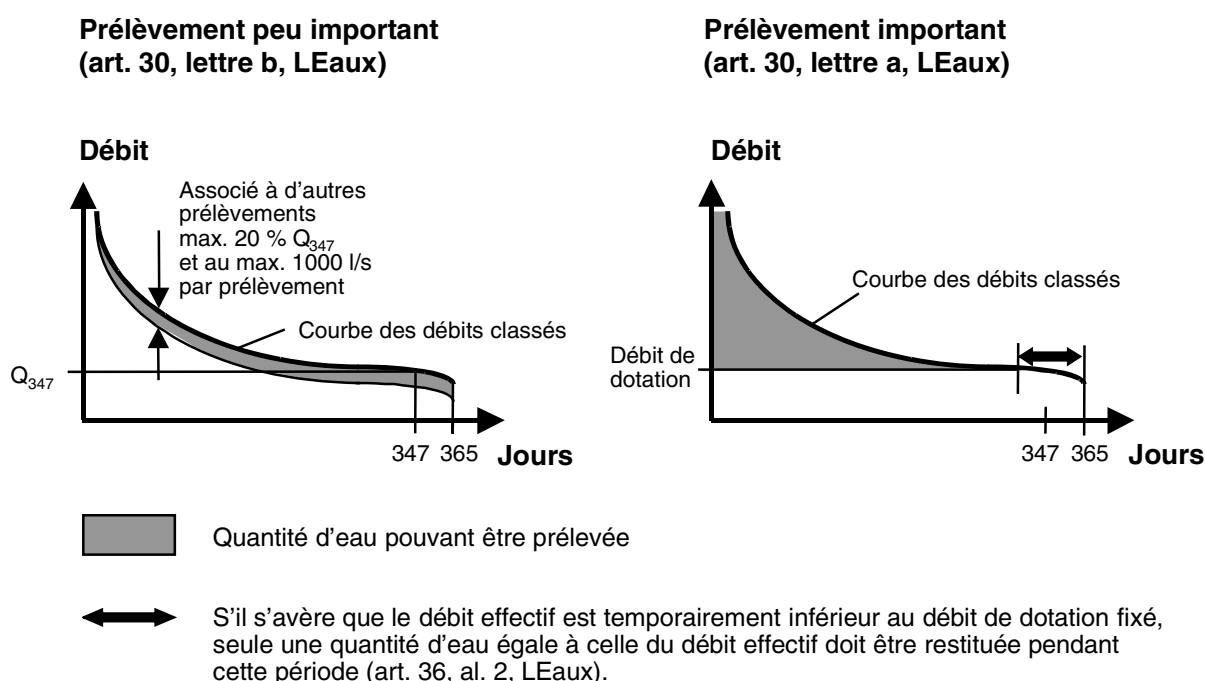 Prélèvement peu important
(art. 30, lettre b, LEaux)
Débit
Associé à d'autres
prélèvements
max. 20 % Q347
et au max. 1000 l/s
par prélèvement
Courbe des débits classés
Q347
347 365 Jours
Prélèvement important
(art. 30, lettre a, LEaux)
Débit
Courbe des débits classés
Débit de
dotation
347 365 Jours
Quantité d'eau pouvant être prélevée
S'il s'avère que le débit effectif est temporairement inférieur au débit de dotation fixé,
seule une quantité d'eau égale à celle du débit effectif doit être restituée pendant
cette période (art. 36, al. 2, LEaux).